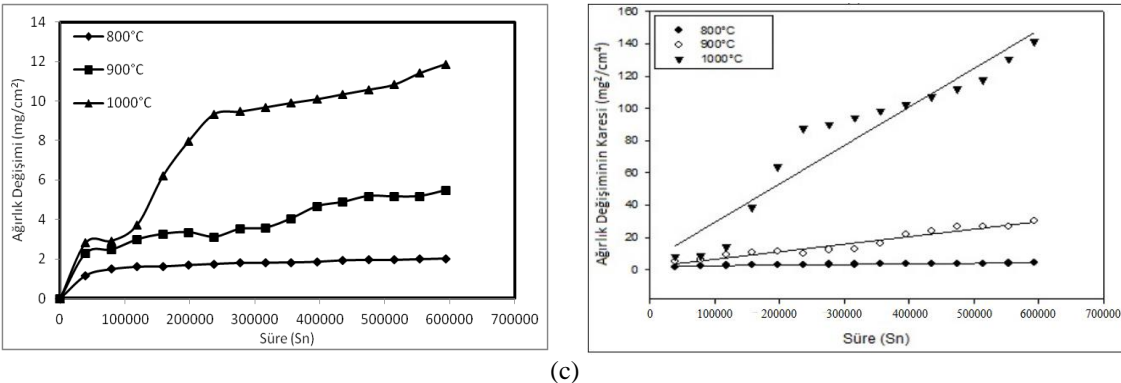 14
12
10
8
6
4
2
0
Ağırlık Değişimi (mg/cm²)
800°C
900°C
1000°C
0 100000 200000 300000 400000 500000 600000 700000
Süre (Sn)
160
140
120
100
80
60
40
20
0
Ağırlık Değişiminin Karesi (mg²/cm⁴)
800°C
900°C
1000°C
0 100000 200000 300000 400000 500000 600000 700000
Süre (Sn)
(c)